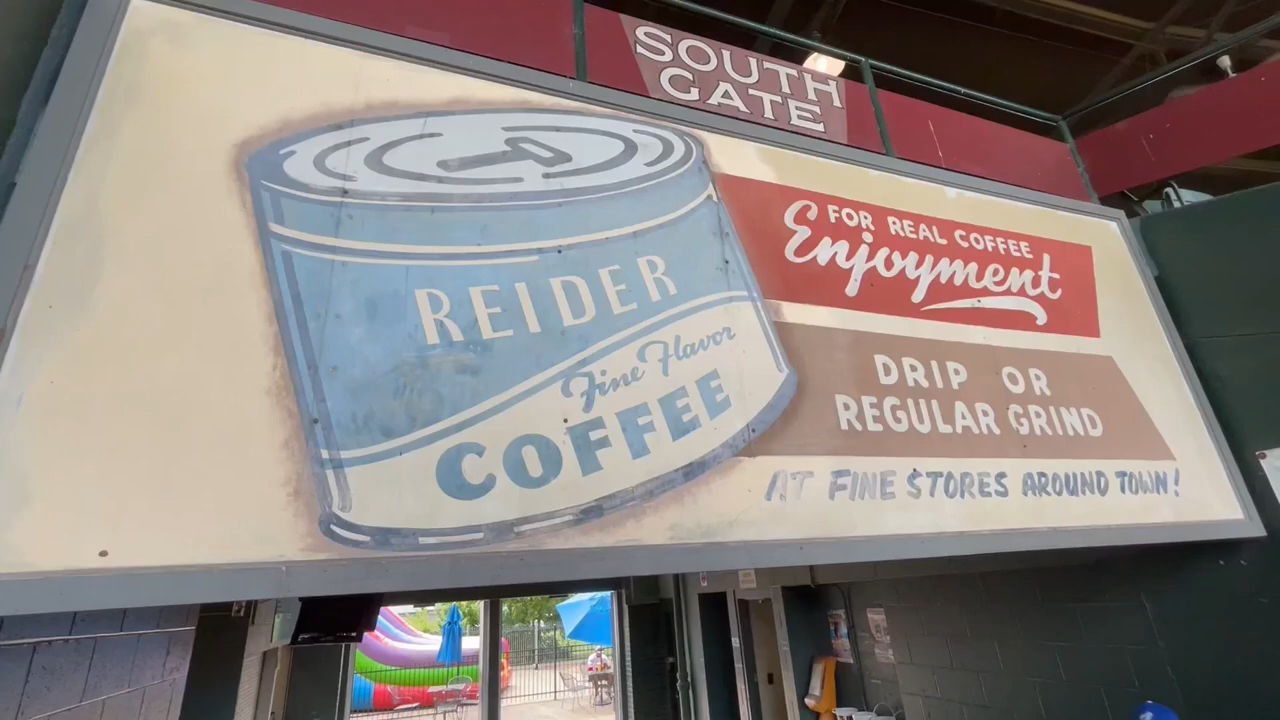 SOUTH
GATE
REIDER
Fine Flavor
COFFEE
FOR REAL COFFEE
Enjoyment
DRIP OR
REGULAR GRIND
AT FINE STORES AROUND TOWN!